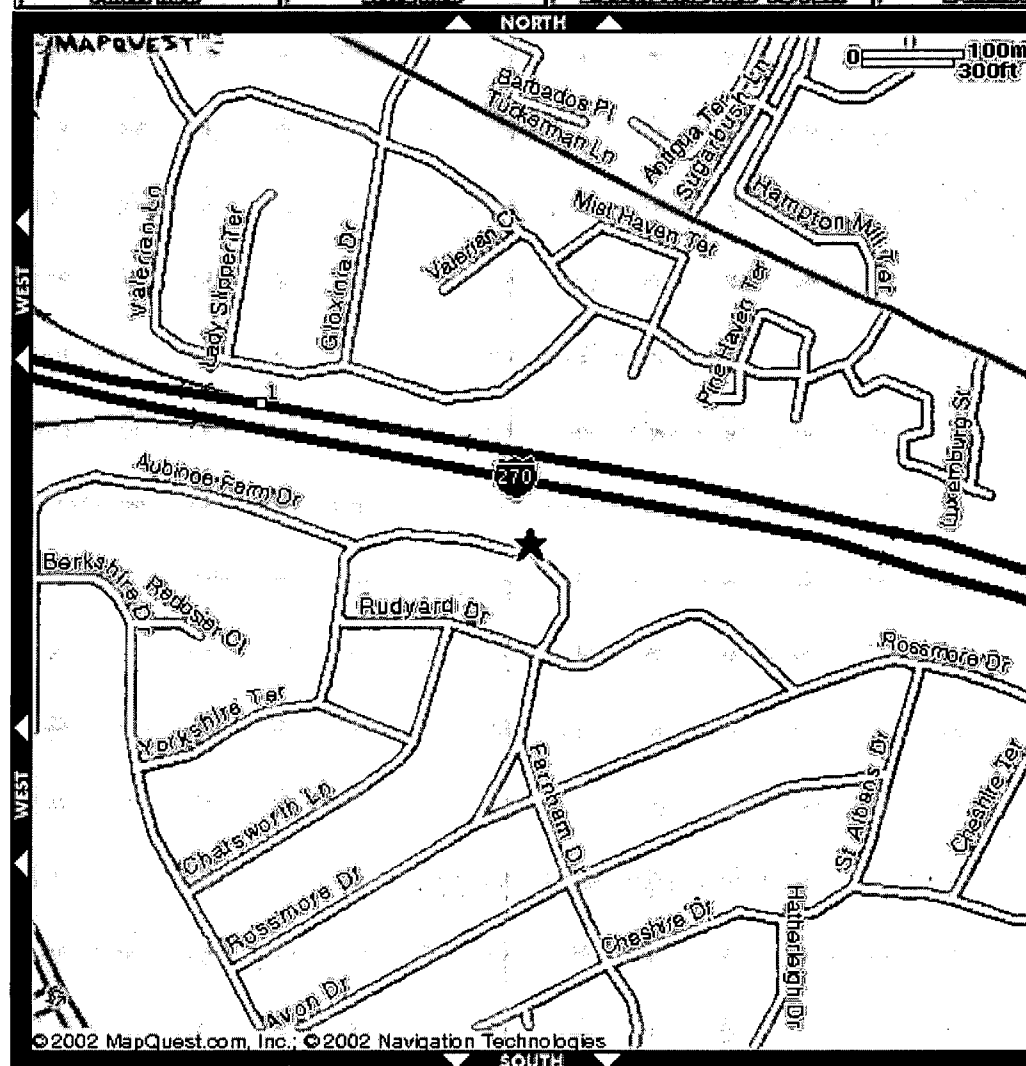 NORTH
MAPQUEST
0 100m
300ft
Barbados Pl
Tuckerman Ln
Antigua Ter
Sugarbush Ln
Hampton Mill Ter
Mist Haven Ter
Valerian Ln
Lady Slipper Ter
Gloxinia Dr
Valerian Ct
Pine Haven Ter
WEST
1
270
Luxemburg St
Aubinoe Farm Dr
Berkshire Dr
Redosier Ct
Rudyard Dr
Rossmore Dr
Yorkshire Ter
Farnham Dr
St Albans Dr
Cheshire Ter
WEST
Chatsworth Ln
Rossmore Dr
Cheshire Dr
Hatherleigh Dr
Avon Dr
©2002 MapQuest.com, Inc.; ©2002 Navigation Technologies
SOUTH